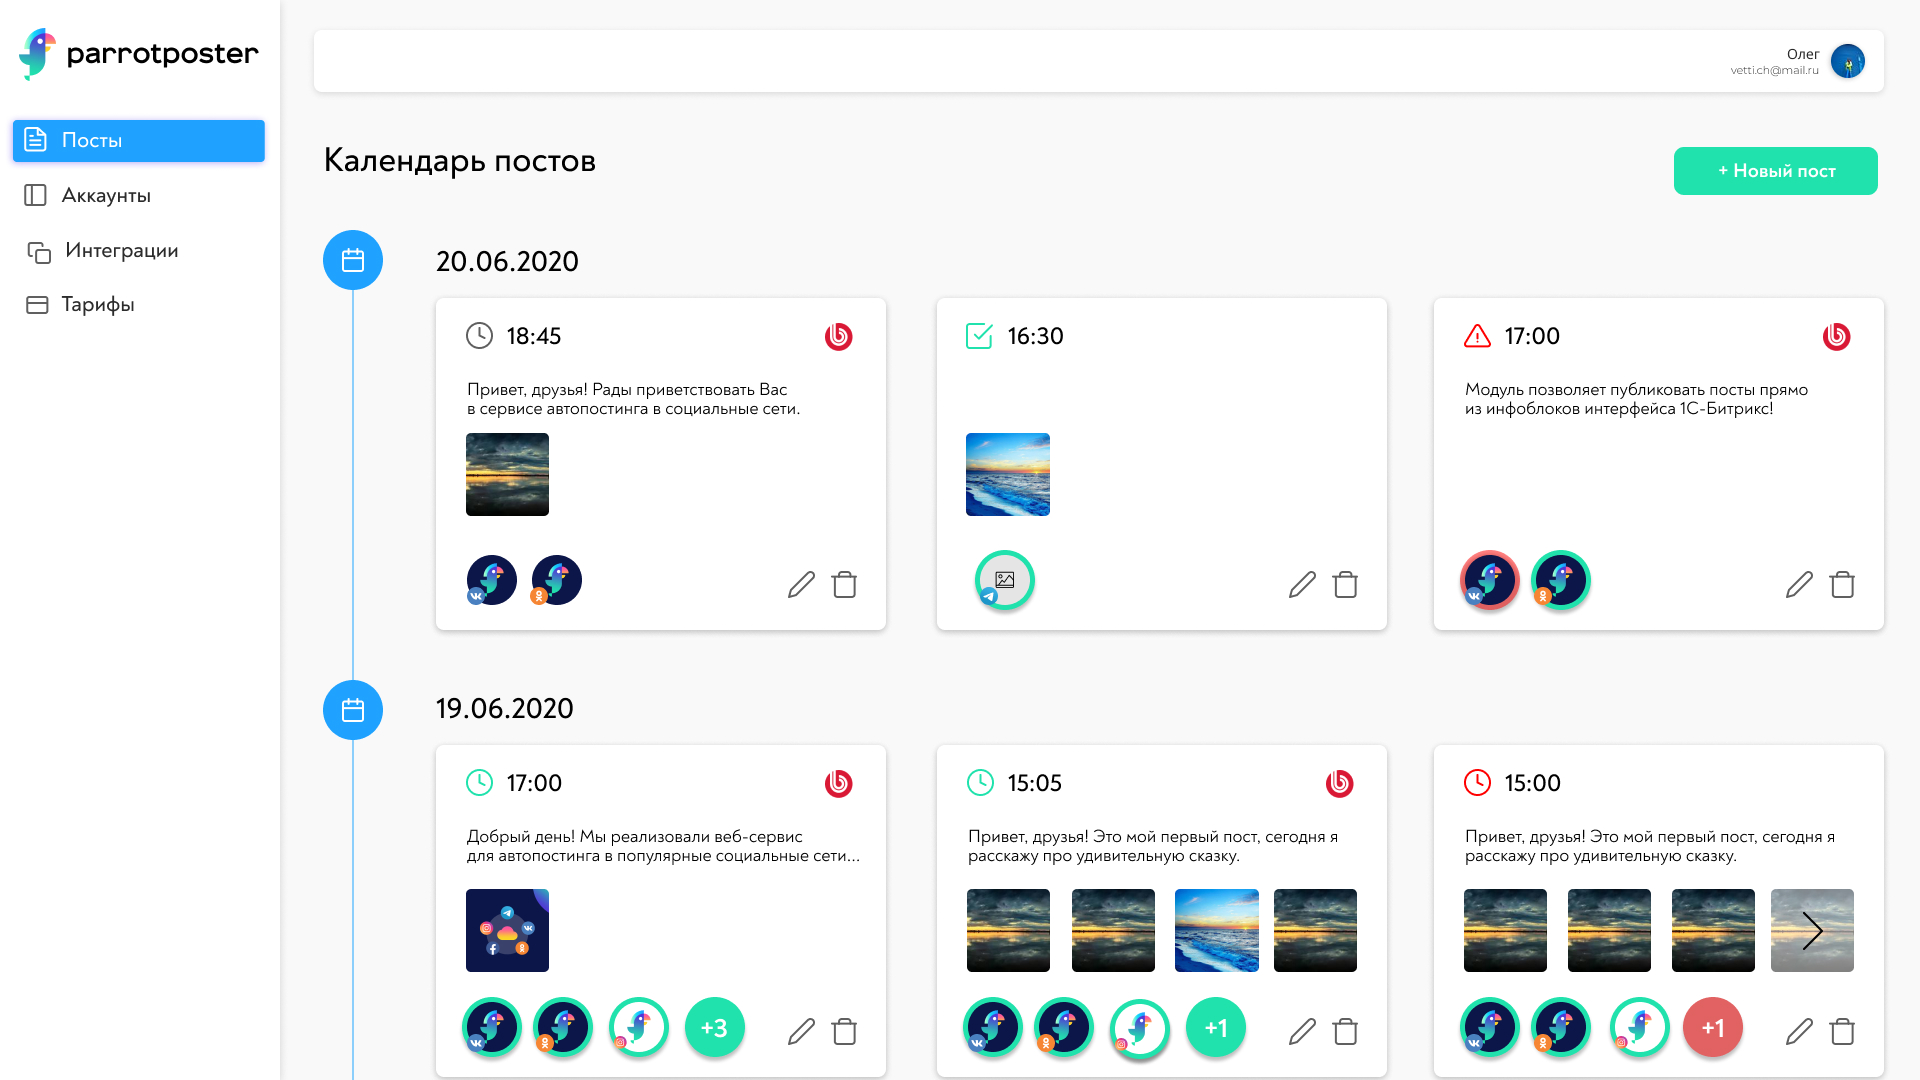 parrotposter
Олег
vetti.ch@mail.ru
Посты
Аккаунты
Интеграции
Тарифы
Календарь постов
+ Новый пост
20.06.2020
18:45
Привет, друзья! Рады приветствовать Вас
в сервисе автопостинга в социальные сети.
16:30
17:00
Модуль позволяет публиковать посты прямо
из инфоблоков интерфейса 1С-Битрикс!
19.06.2020
17:00
Добрый день! Мы реализовали веб-сервис
для автопостинга в популярные социальные сети...
+3
15:05
Привет, друзья! Это мой первый пост, сегодня я
расскажу про удивительную сказку.
+1
15:00
Привет, друзья! Это мой первый пост, сегодня я
расскажу про удивительную сказку.
+1